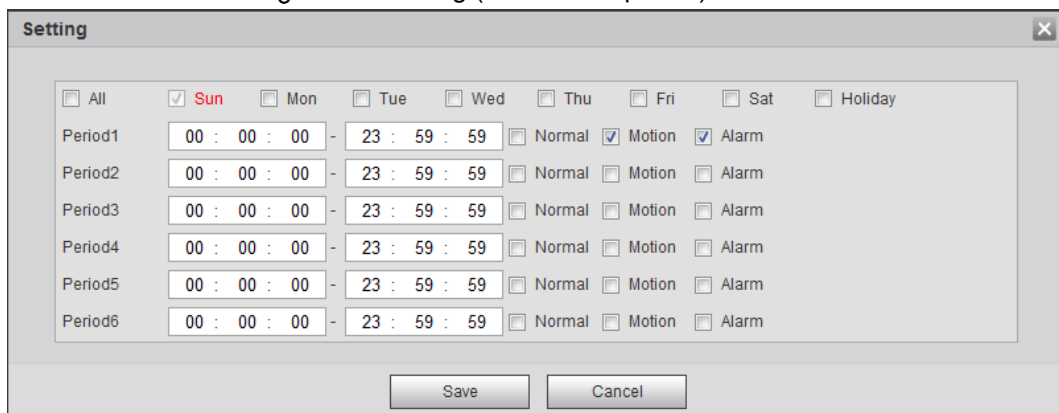 Setting
All Sun Mon Tue Wed Thu Fri Sat Holiday
Period1 00 : 00 : 00 - 23 : 59 : 59 Normal Motion Alarm
Period2 00 : 00 : 00 - 23 : 59 : 59 Normal Motion Alarm
Period3 00 : 00 : 00 - 23 : 59 : 59 Normal Motion Alarm
Period4 00 : 00 : 00 - 23 : 59 : 59 Normal Motion Alarm
Period5 00 : 00 : 00 - 23 : 59 : 59 Normal Motion Alarm
Period6 00 : 00 : 00 - 23 : 59 : 59 Normal Motion Alarm
Save Cancel